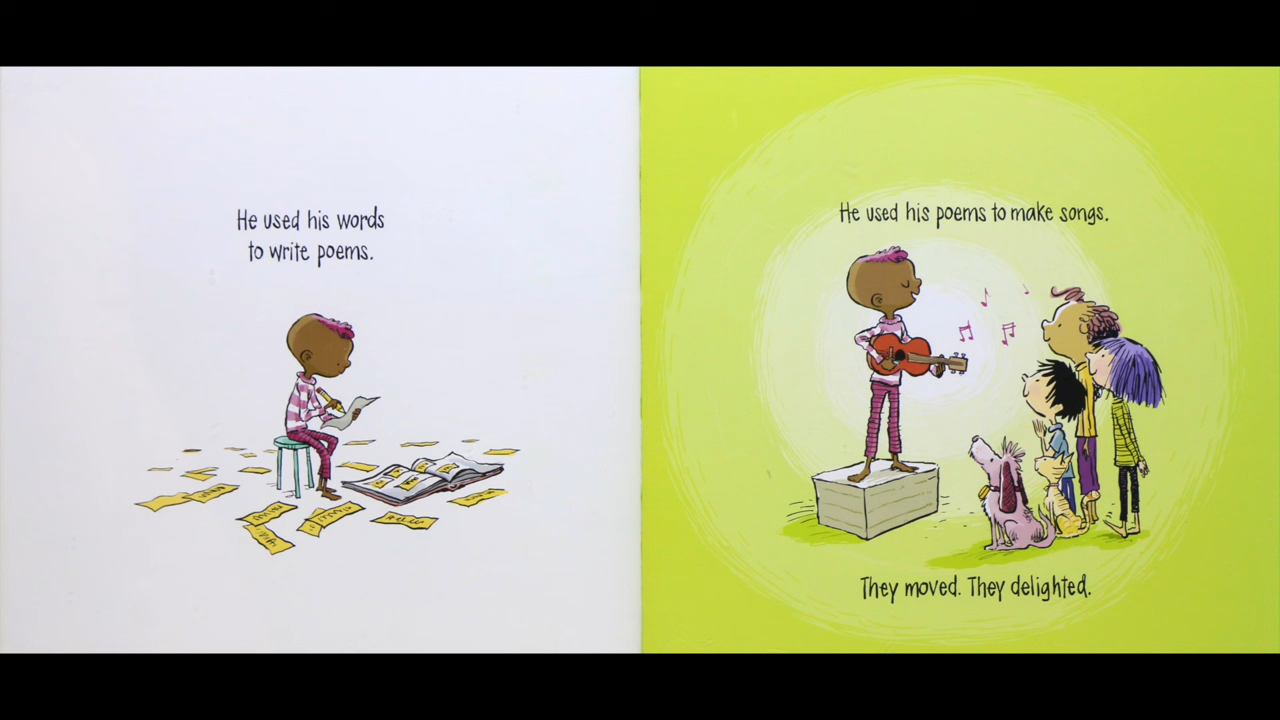 He used his words
to write poems.
He used his poems to make songs.
They moved. They delighted.